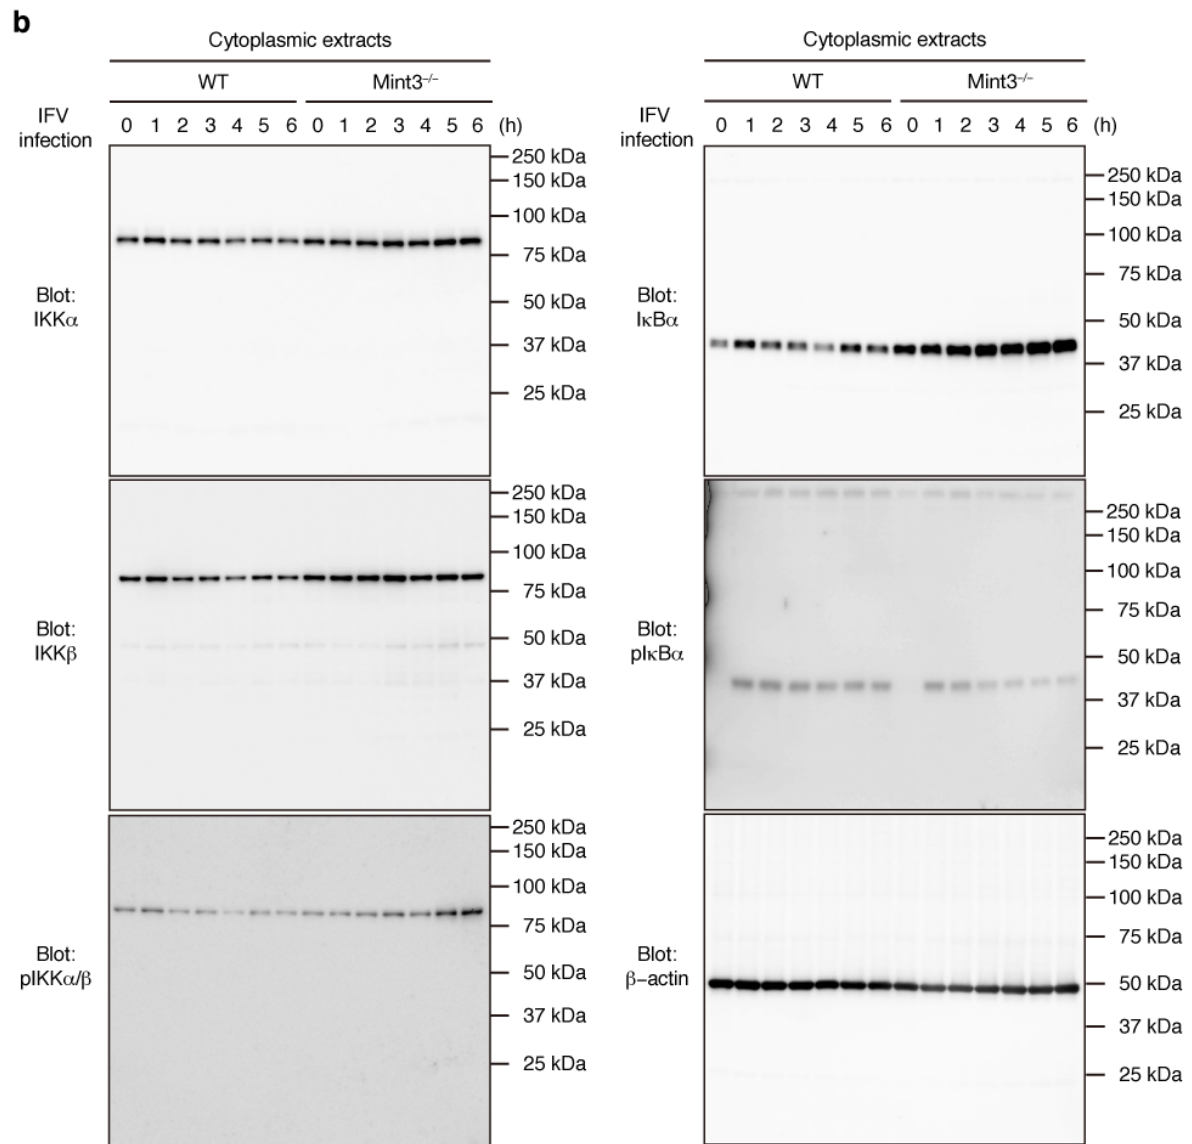 b
Cytoplasmic extracts
WT Mint3–/–
IFV infection 0 1 2 3 4 5 6 0 1 2 3 4 5 6 (h)
250 kDa
150 kDa
100 kDa
75 kDa
Blot:
IKKα
50 kDa
37 kDa
25 kDa
250 kDa
150 kDa
100 kDa
75 kDa
Blot:
IKKβ
50 kDa
37 kDa
25 kDa
250 kDa
150 kDa
100 kDa
75 kDa
Blot:
pIKKα/β
50 kDa
37 kDa
25 kDa
Cytoplasmic extracts
WT Mint3–/–
IFV infection 0 1 2 3 4 5 6 0 1 2 3 4 5 6 (h)
250 kDa
150 kDa
100 kDa
75 kDa
Blot:
IκBα
50 kDa
37 kDa
25 kDa
250 kDa
150 kDa
100 kDa
75 kDa
Blot:
pIκBα
50 kDa
37 kDa
25 kDa
250 kDa
150 kDa
100 kDa
75 kDa
Blot:
β–actin
50 kDa
37 kDa
25 kDa